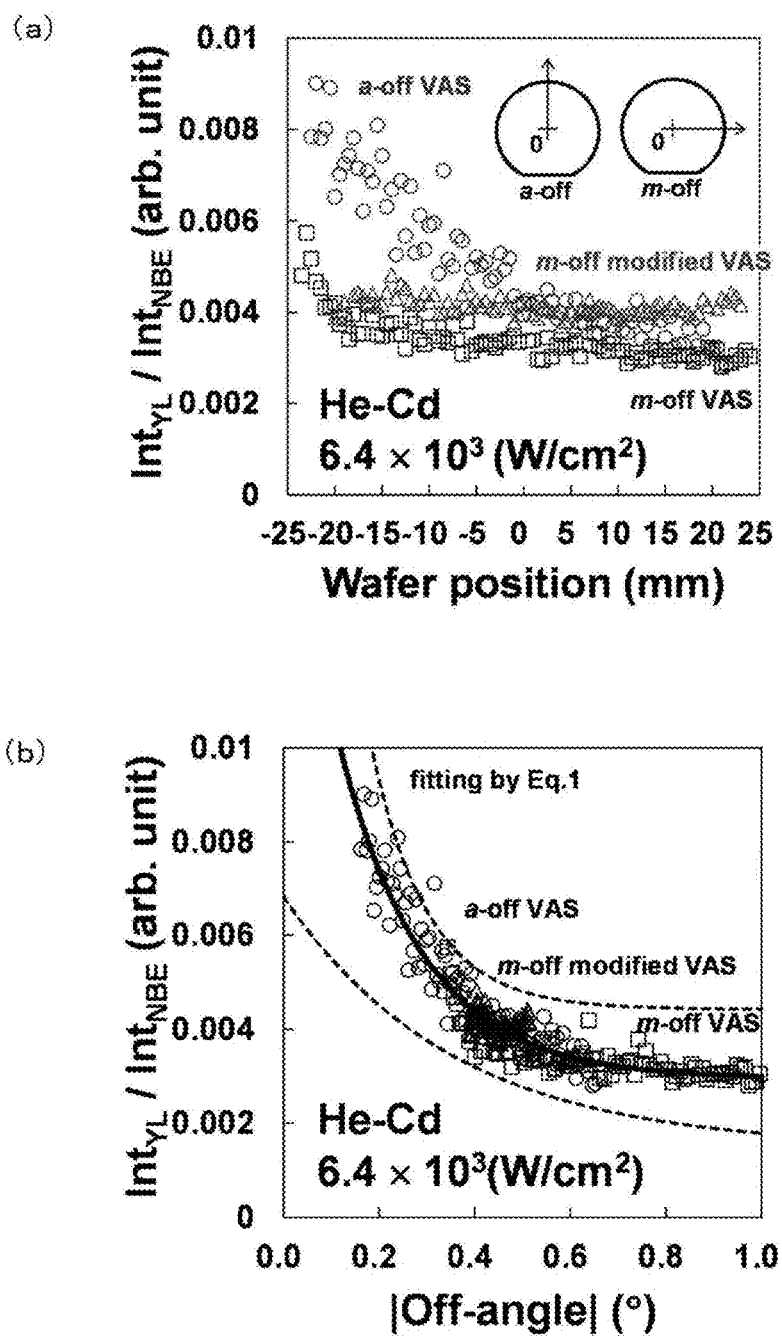 (a)
0.01
0.008
0.006
0.004
0.002
0
Int_YL / Int_NBE (arb. unit)
a-off VAS
0
0
a-off
m-off
m-off modified VAS
m-off VAS
He-Cd
6.4 × 10³ (W/cm²)
-25-20-15-10 -5 0 5 10 15 20 25
Wafer position (mm)
(b)
0.01
0.008
0.006
0.004
0.002
0
Int_YL / Int_NBE (arb. unit)
fitting by Eq.1
a-off VAS
m-off modified VAS
m-off VAS
He-Cd
6.4 × 10³(W/cm²)
0.0 0.2 0.4 0.6 0.8 1.0
|Off-angle| (°)